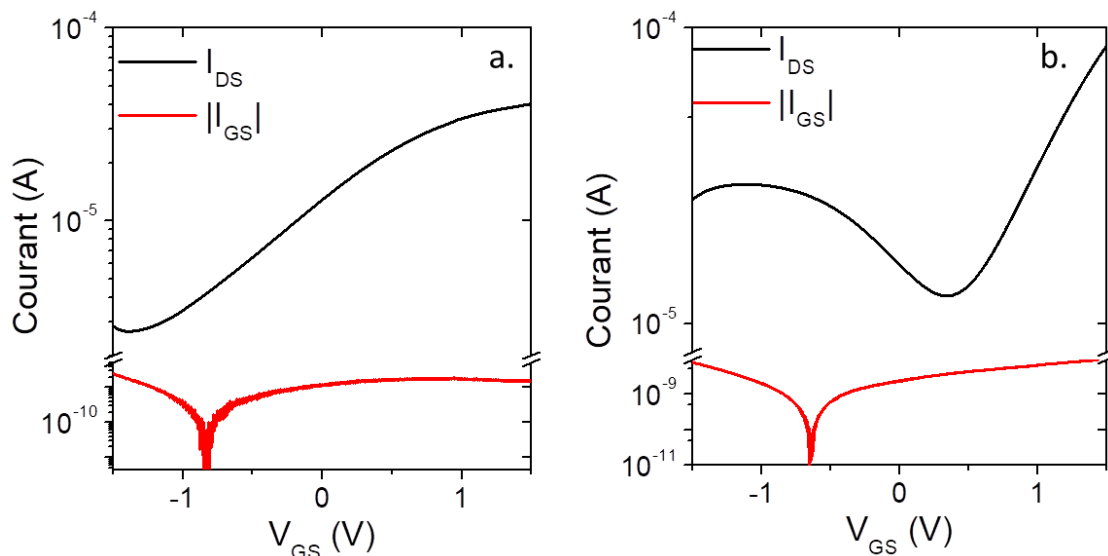 a.
I_DS
|I_GS|
Courant (A)
10^-4
10^-5
10^-10
-1
0
1
V_GS (V)
b.
I_DS
|I_GS|
Courant (A)
10^-4
10^-5
10^-9
10^-11
-1
0
1
V_GS (V)